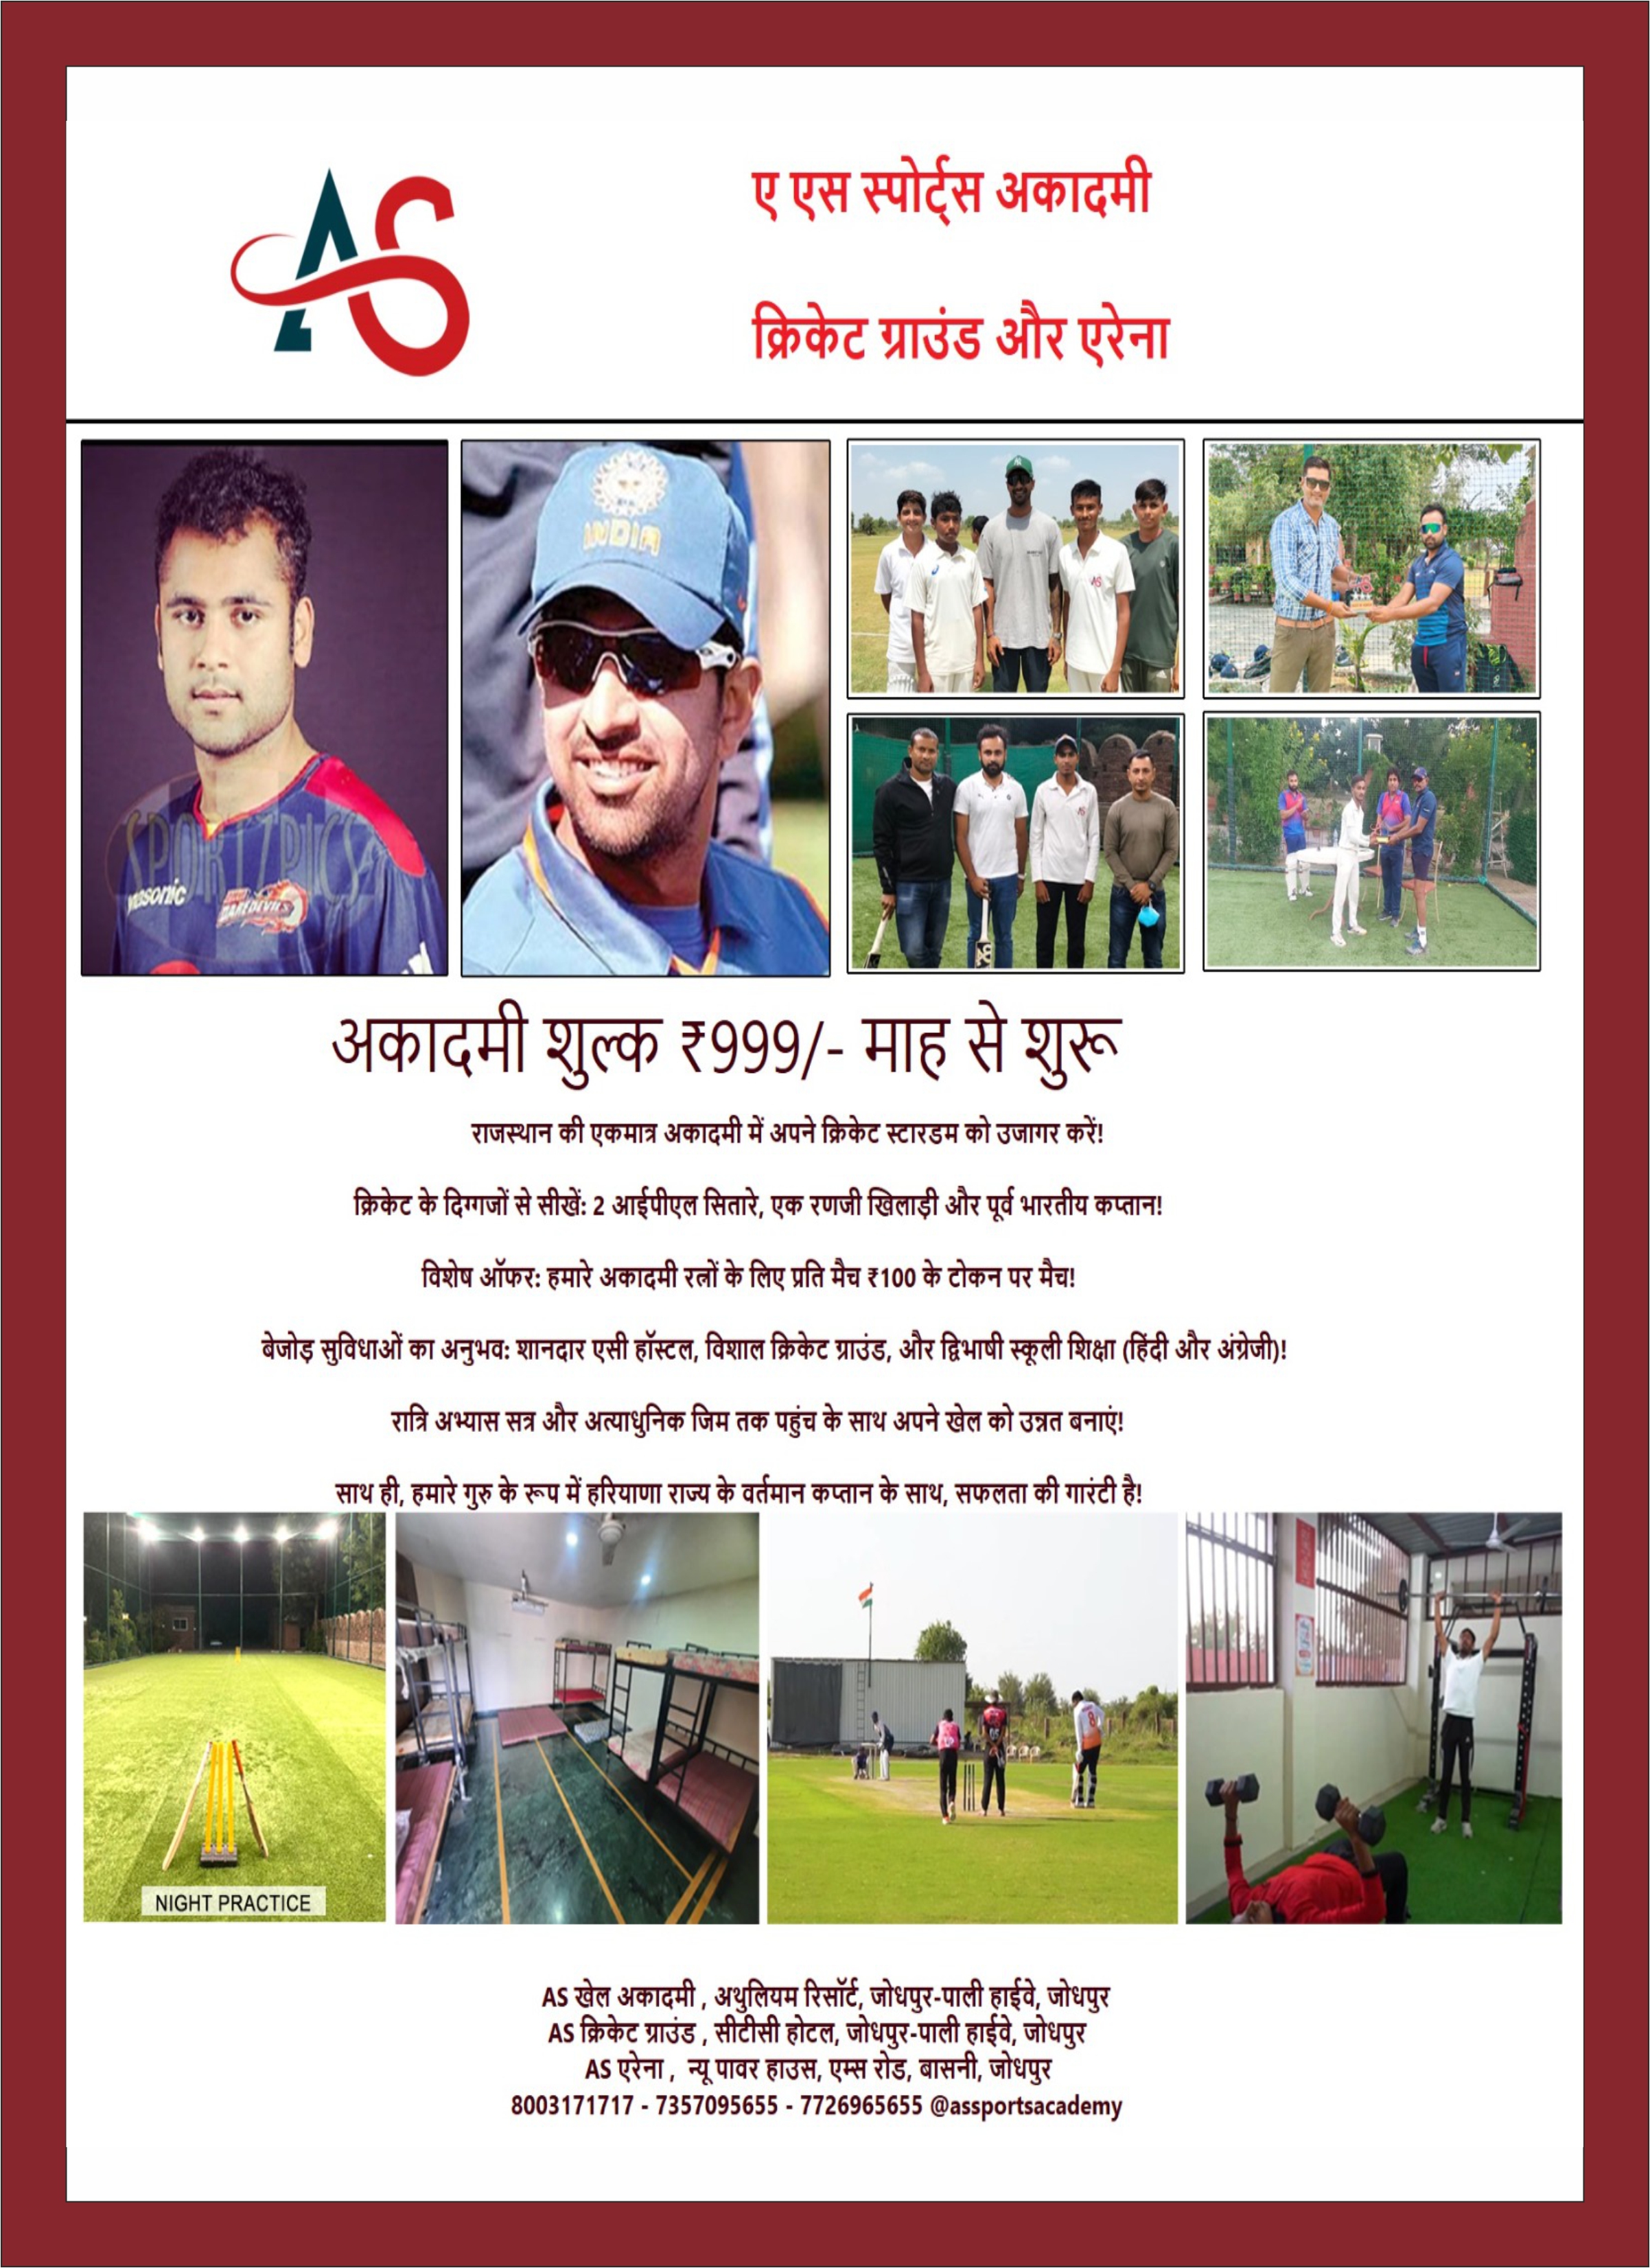 AS
ए एस स्पोर्ट्स अकादमी
क्रिकेट ग्राउंड और एरेना
INDIA
SPORTZPICS
DAREDEVILS
अकादमी शुल्क ₹999/- माह से शुरू
राजस्थान की एकमात्र अकादमी में अपने क्रिकेट स्टारडम को उजागर करें!
क्रिकेट के दिग्गजों से सीखें: 2 आईपीएल सितारे, एक रणजी खिलाड़ी और पूर्व भारतीय कप्तान!
विशेष ऑफर: हमारे अकादमी रत्नों के लिए प्रति मैच ₹100 के टोकन पर मैच!
बेजोड़ सुविधाओं का अनुभव: शानदार एसी हॉस्टल, विशाल क्रिकेट ग्राउंड, और द्विभाषी स्कूली शिक्षा (हिंदी और अंग्रेजी)!
रात्रि अभ्यास सत्र और अत्याधुनिक जिम तक पहुंच के साथ अपने खेल को उन्नत बनाएं!
साथ ही, हमारे गुरु के रूप में हरियाणा राज्य के वर्तमान कप्तान के साथ, सफलता की गारंटी है!
NIGHT PRACTICE
AS खेल अकादमी , अथुलियम रिसॉर्ट, जोधपुर-पाली हाईवे, जोधपुर
AS क्रिकेट ग्राउंड , सीटीसी होटल, जोधपुर-पाली हाईवे, जोधपुर
AS एरेना , न्यू पावर हाउस, एम्स रोड, बासनी, जोधपुर
8003171717 - 7357095655 - 7726965655 @assportsacademy